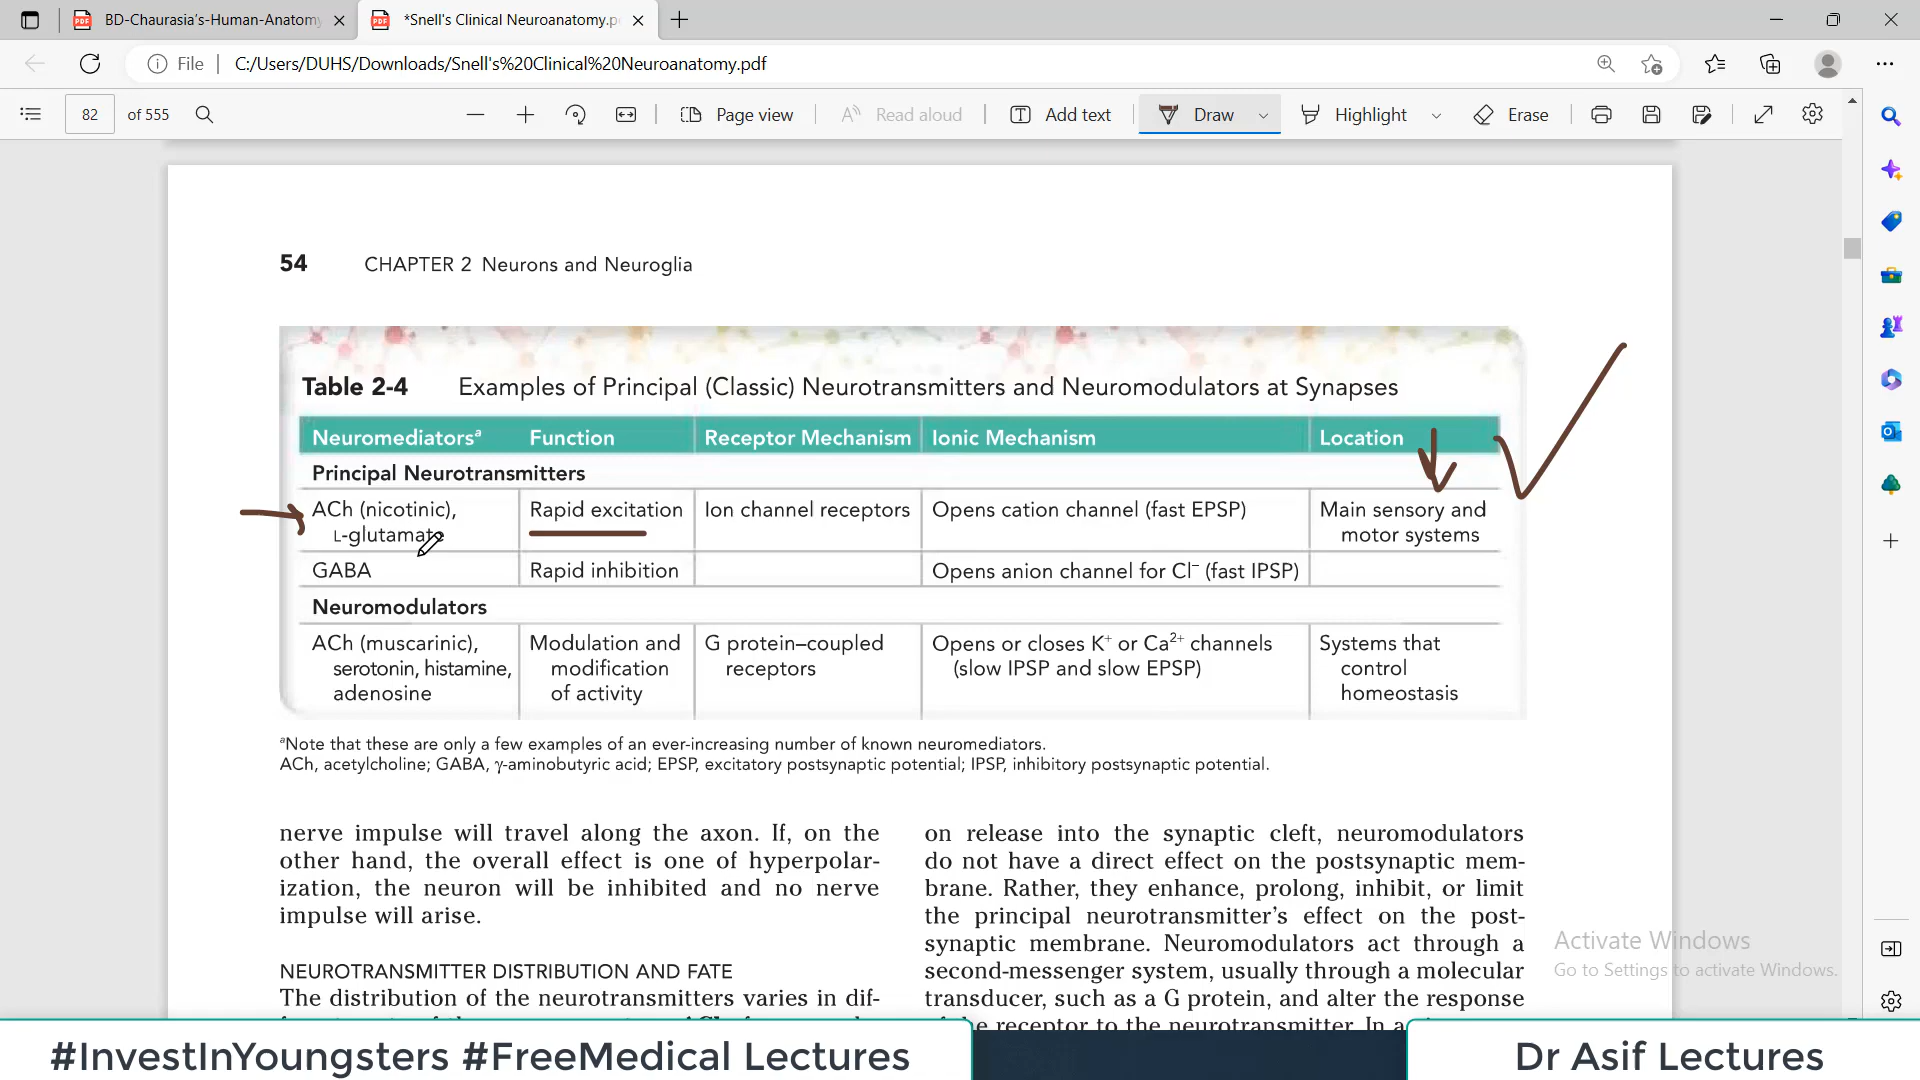 BD-Chaurasia's-Human-Anatomy
*Snell's Clinical Neuroanatomy.p
File
C:/Users/DUHS/Downloads/Snell's%20Clinical%20Neuroanatomy.pdf
82 of 555
Page view
Read aloud
Add text
Draw
Highlight
Erase
54 CHAPTER 2 Neurons and Neuroglia
Table 2-4 Examples of Principal (Classic) Neurotransmitters and Neuromodulators at Synapses
Neuromediatorsᵃ Function Receptor Mechanism Ionic Mechanism Location
Principal Neurotransmitters
ACh (nicotinic), Rapid excitation Ion channel receptors Opens cation channel (fast EPSP) Main sensory and
L-glutamate motor systems
GABA Rapid inhibition Opens anion channel for Cl⁻ (fast IPSP)
Neuromodulators
ACh (muscarinic), Modulation and G protein–coupled Opens or closes K⁺ or Ca²⁺ channels Systems that
serotonin, histamine, modification receptors (slow IPSP and slow EPSP) control
adenosine of activity homeostasis
ᵃNote that these are only a few examples of an ever-increasing number of known neuromediators.
ACh, acetylcholine; GABA, γ-aminobutyric acid; EPSP, excitatory postsynaptic potential; IPSP, inhibitory postsynaptic potential.
nerve impulse will travel along the axon. If, on the
other hand, the overall effect is one of hyperpolar-
ization, the neuron will be inhibited and no nerve
impulse will arise.
NEUROTRANSMITTER DISTRIBUTION AND FATE
The distribution of the neurotransmitters varies in dif-
on release into the synaptic cleft, neuromodulators
do not have a direct effect on the postsynaptic mem-
brane. Rather, they enhance, prolong, inhibit, or limit
the principal neurotransmitter's effect on the post-
synaptic membrane. Neuromodulators act through a
second-messenger system, usually through a molecular
transducer, such as a G protein, and alter the response
the receptor to the neurotransmitter. In a
Activate Windows
Go to Settings to activate Windows.
#InvestInYoungsters #FreeMedical Lectures
Dr Asif Lectures